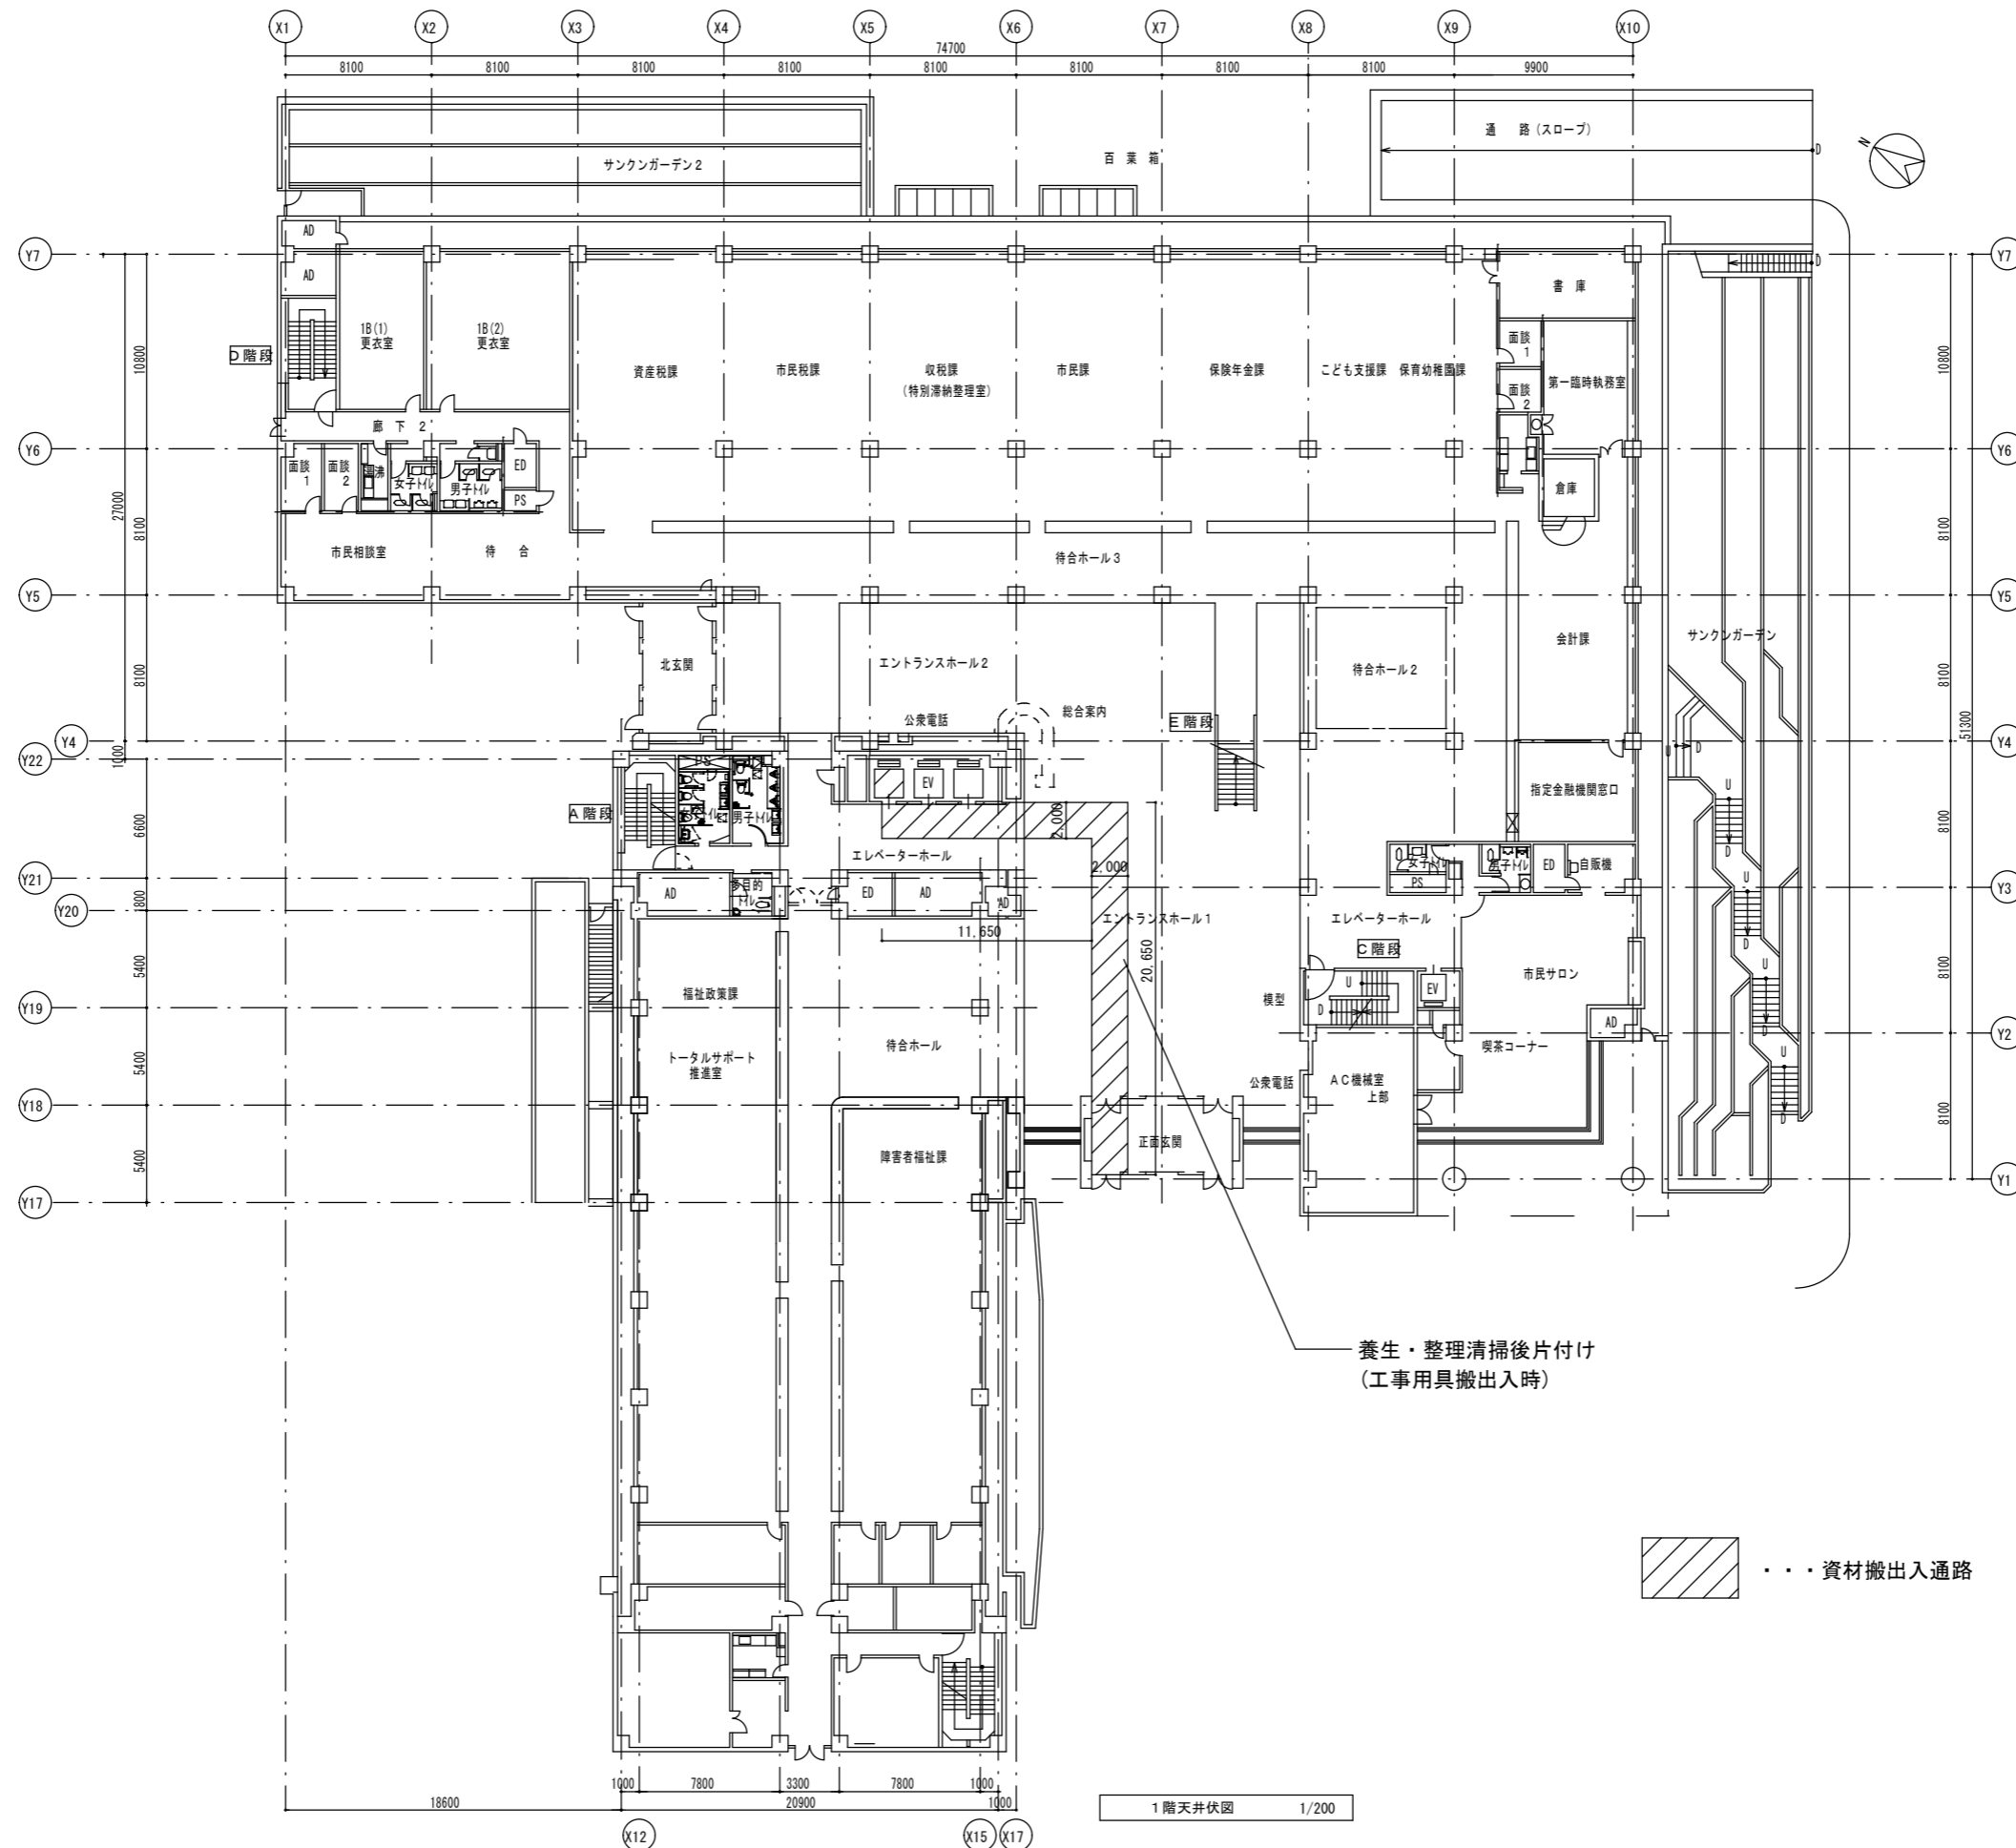 X1 X2 X3 X4 X5 X6 X7 X8 X9 X10
74700
8100 8100 8100 8100 8100 8100 8100 8100 9900
通 路(スロープ)
D
N
サンクンガーデン2
百 葉 箱
Y7
AD
AD
書 庫
D
Y7
D階段
1B(1)
更衣室
1B(2)
更衣室
資産税課
市民税課
収税課
(特別滞納整理室)
市民課
保険年金課
こども支援課 保育幼稚園課
面談
1
面談
2
第一臨時執務室
10800
10800
廊 下 2
Y6
面談
1
面談
2
湯沸
女子トイレ
男子トイレ
ED
PS
倉庫
Y6
27000
8100
8100
市民相談室
待 合
待合ホール3
Y5
Y5
北玄関
エントランスホール2
待合ホール2
会計課
サンクンガーデン
8100
8100
51300
公衆電話
総合案内
E階段
Y4
Y4
U
D
Y22
1000
PS
EV
指定金融機関窓口
A階段
女子トイレ
男子トイレ
2,000
6600
8100
U
D
エレベーターホール
2,000
女子トイレ
男子トイレ
ED
自販機
PS
Y21
AD
多目的
トイレ
ED
AD
AD
Y3
1800
Y20
エントランスホール1
エレベーターホール
U
D
11,650
C階段
20,650
5400
8100
福祉政策課
市民サロン
U
D
EV
模型
U
D
AD
Y19
Y2
待合ホール
喫茶コーナー
トータルサポート
推進室
5400
AC機械室
上部
公衆電話
U
D
Y18
8100
正面玄関
障害者福祉課
5400
Y17
Y1
養生・整理清掃後片付け
(工事用具搬出入時)
・・・資材搬出入通路
1000 7800 3300 7800 1000
18600 20900 1000
1階天井伏図 1/200
X12 X15 X17